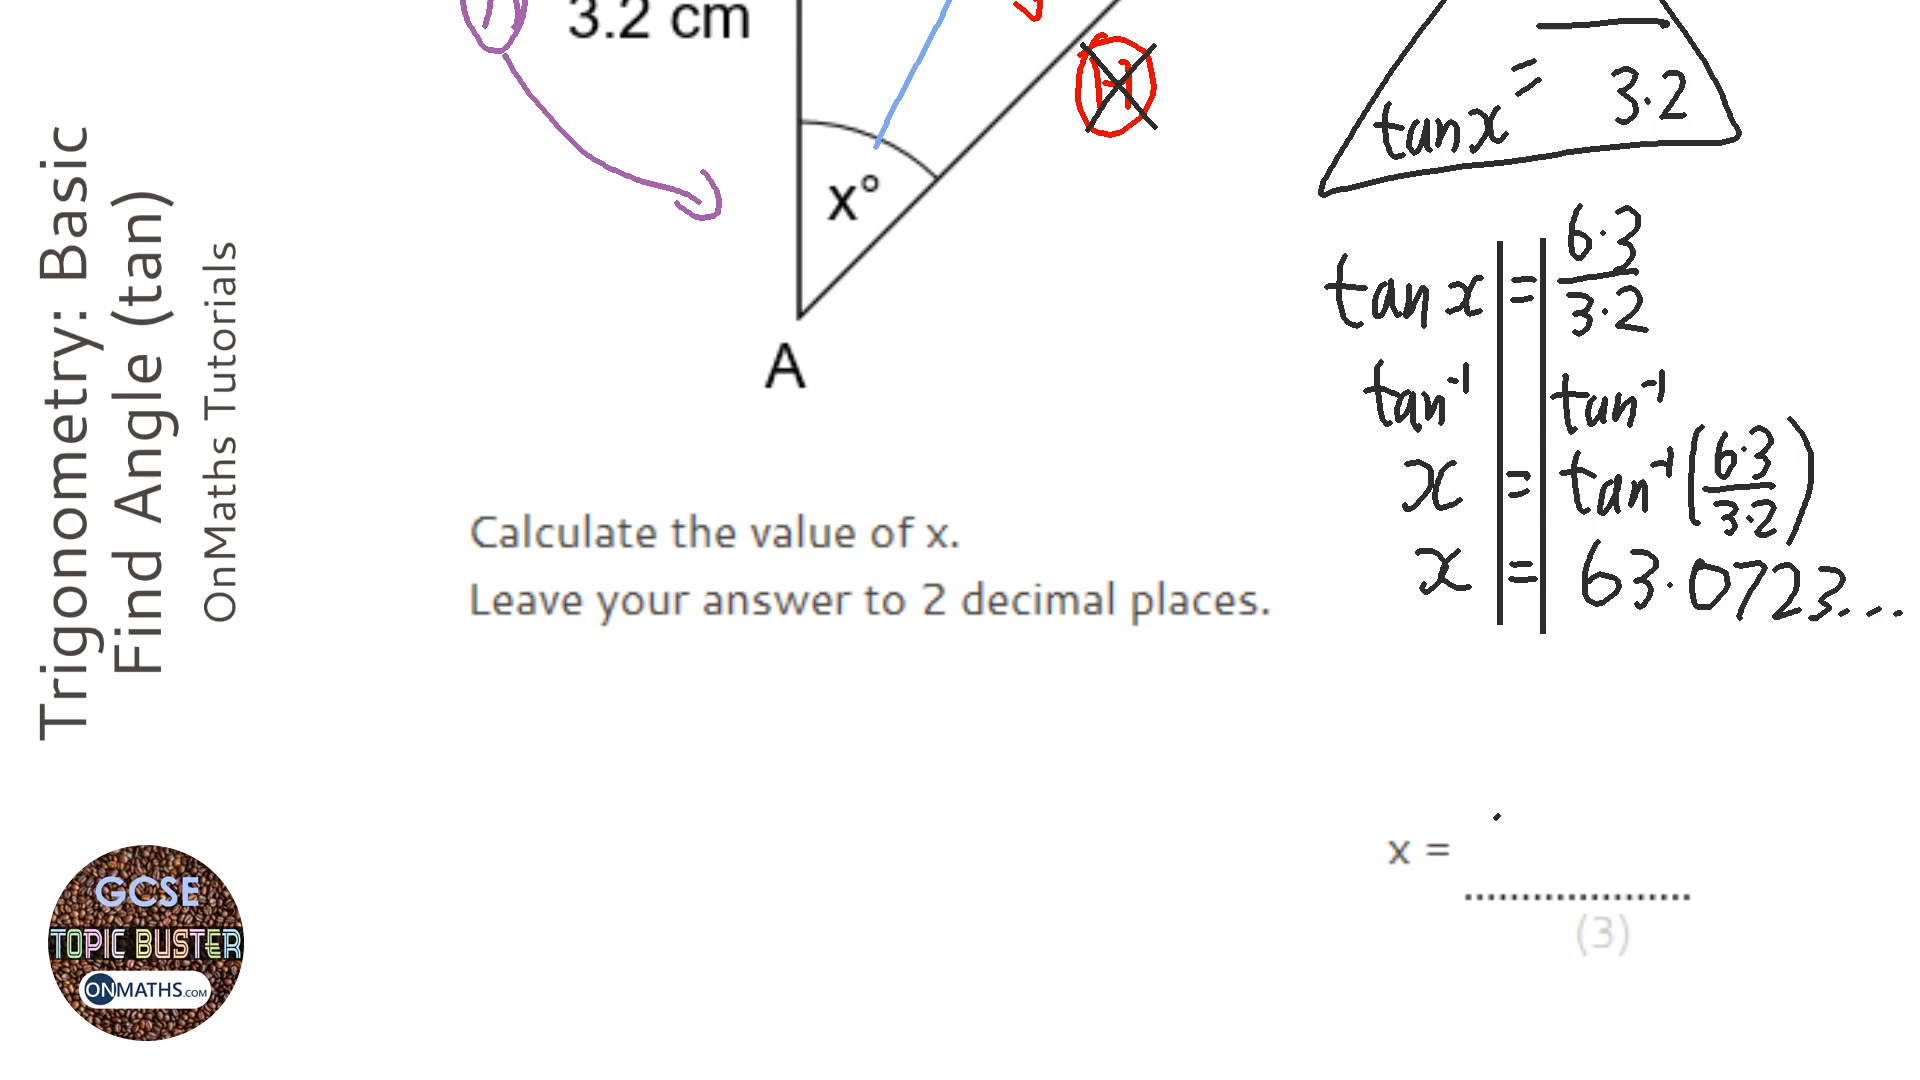 Trigonometry: Basic
Find Angle (tan)
OnMaths Tutorials
3.2 cm
H
x°
A
tan x = 3.2
tan x = 6.3/3.2
tan⁻¹ tan⁻¹
x = tan⁻¹(6.3/3.2)
x = 63.0723...
Calculate the value of x.
Leave your answer to 2 decimal places.
x =
(3)
GCSE
TOPIC BUSTER
ONMATHS.COM